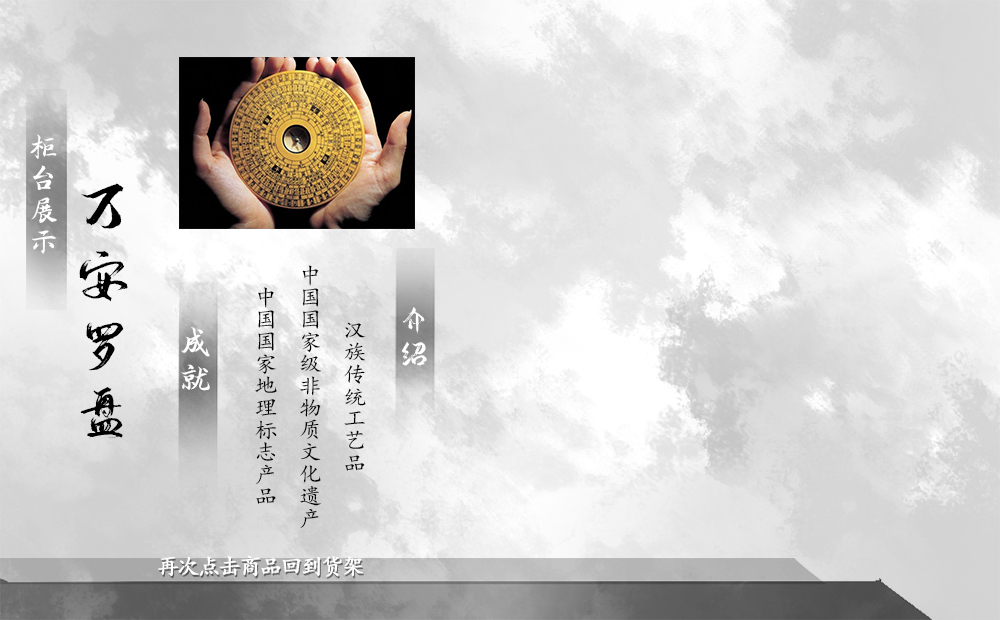 柜台展示
万安罗盘
介绍
汉族传统工艺品
中国国家级非物质文化遗产
中国国家地理标志产品
成就
再次点击商品回到货架